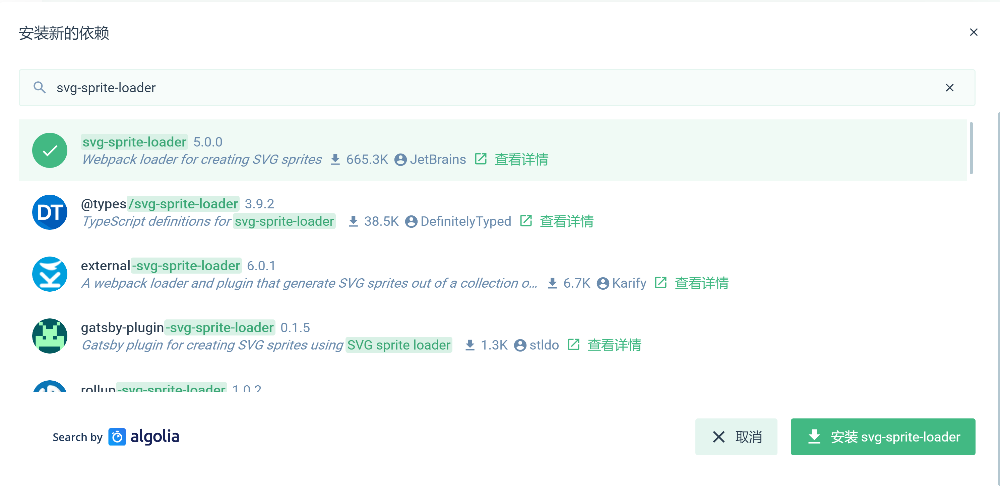 安装新的依赖
svg-sprite-loader
svg-sprite-loader 5.0.0
Webpack loader for creating SVG sprites 665.3K JetBrains 查看详情
DT
@types/svg-sprite-loader 3.9.2
TypeScript definitions for svg-sprite-loader 38.5K DefinitelyTyped 查看详情
external-svg-sprite-loader 6.0.1
A webpack loader and plugin that generate SVG sprites out of a collection o... 6.7K Karify 查看详情
gatsby-plugin-svg-sprite-loader 0.1.5
Gatsby plugin for creating SVG sprites using SVG sprite loader 1.3K stldo 查看详情
rollup-svg-sprite-loader 1.0.2
Search by algolia
取消
安装 svg-sprite-loader